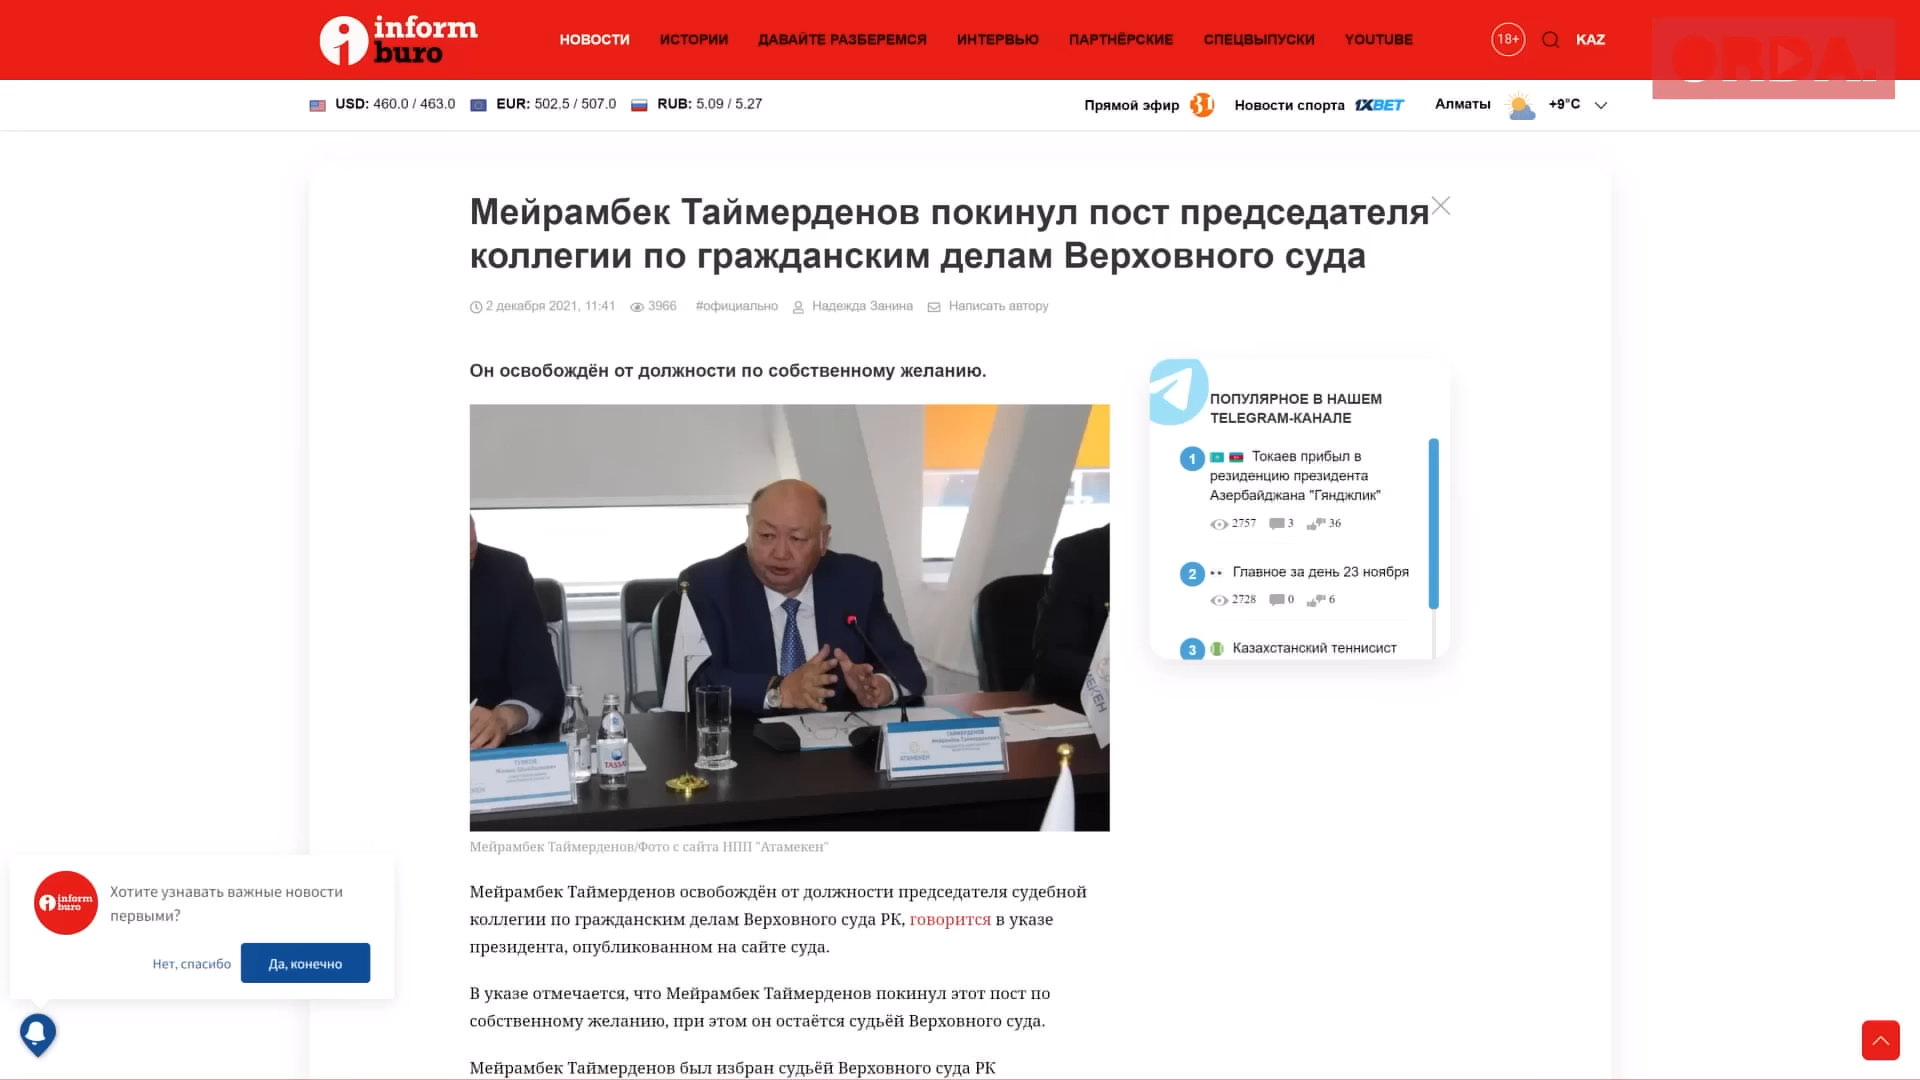 inform
buro
НОВОСТИ ИСТОРИИ ДАВАЙТЕ РАЗБЕРЕМСЯ ИНТЕРВЬЮ ПАРТНЁРСКИЕ СПЕЦВЫПУСКИ YOUTUBE 18+ KAZ
ORDA.
USD: 460.0 / 463.0 EUR: 502.5 / 507.0 RUB: 5.09 / 5.27 Прямой эфир 31 Новости спорта 1XBET Алматы +9°C
Мейрамбек Таймерденов покинул пост председателя
коллегии по гражданским делам Верховного суда
2 декабря 2021, 11:41 3966 #официально Надежда Занина Написать автору
Он освобождён от должности по собственному желанию.
TASSAY
АТАМЕКЕН
ТАЙМЕРДЕНОВ
Мейрамбек Таймерденов/Фото с сайта НПП "Атамекен"
Мейрамбек Таймерденов освобождён от должности председателя судебной
коллегии по гражданским делам Верховного суда РК, говорится в указе
президента, опубликованном на сайте суда.
В указе отмечается, что Мейрамбек Таймерденов покинул этот пост по
собственному желанию, при этом он остаётся судьёй Верховного суда.
Мейрамбек Таймерденов был избран судьёй Верховного суда РК
ПОПУЛЯРНОЕ В НАШЕМ
TELEGRAM-КАНАЛЕ
1 Токаев прибыл в
резиденцию президента
Азербайджана "Гянджлик"
2757 3 36
2 Главное за день 23 ноября
2728 0 6
3 Казахстанский теннисист
inform
buro
Хотите узнавать важные новости
первыми?
Нет, спасибо Да, конечно